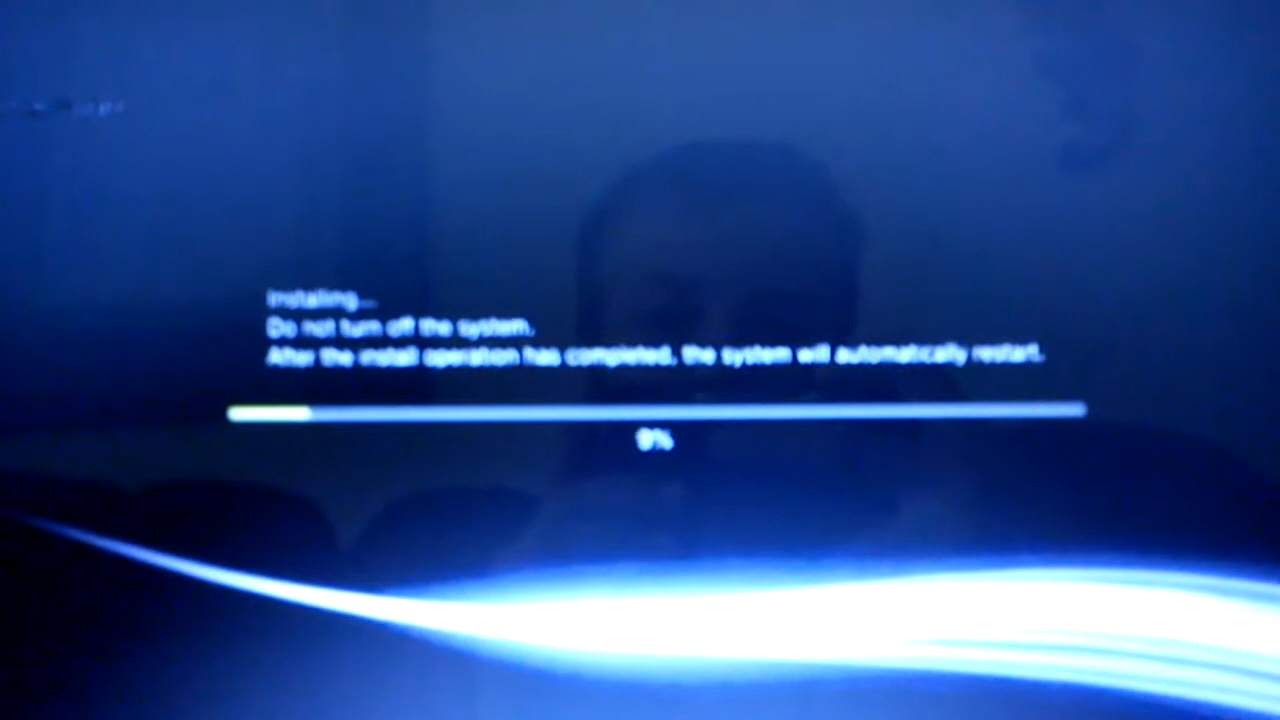 Installing...
Do not turn off the system.
After the install operation has completed, the system will automatically restart.
9%